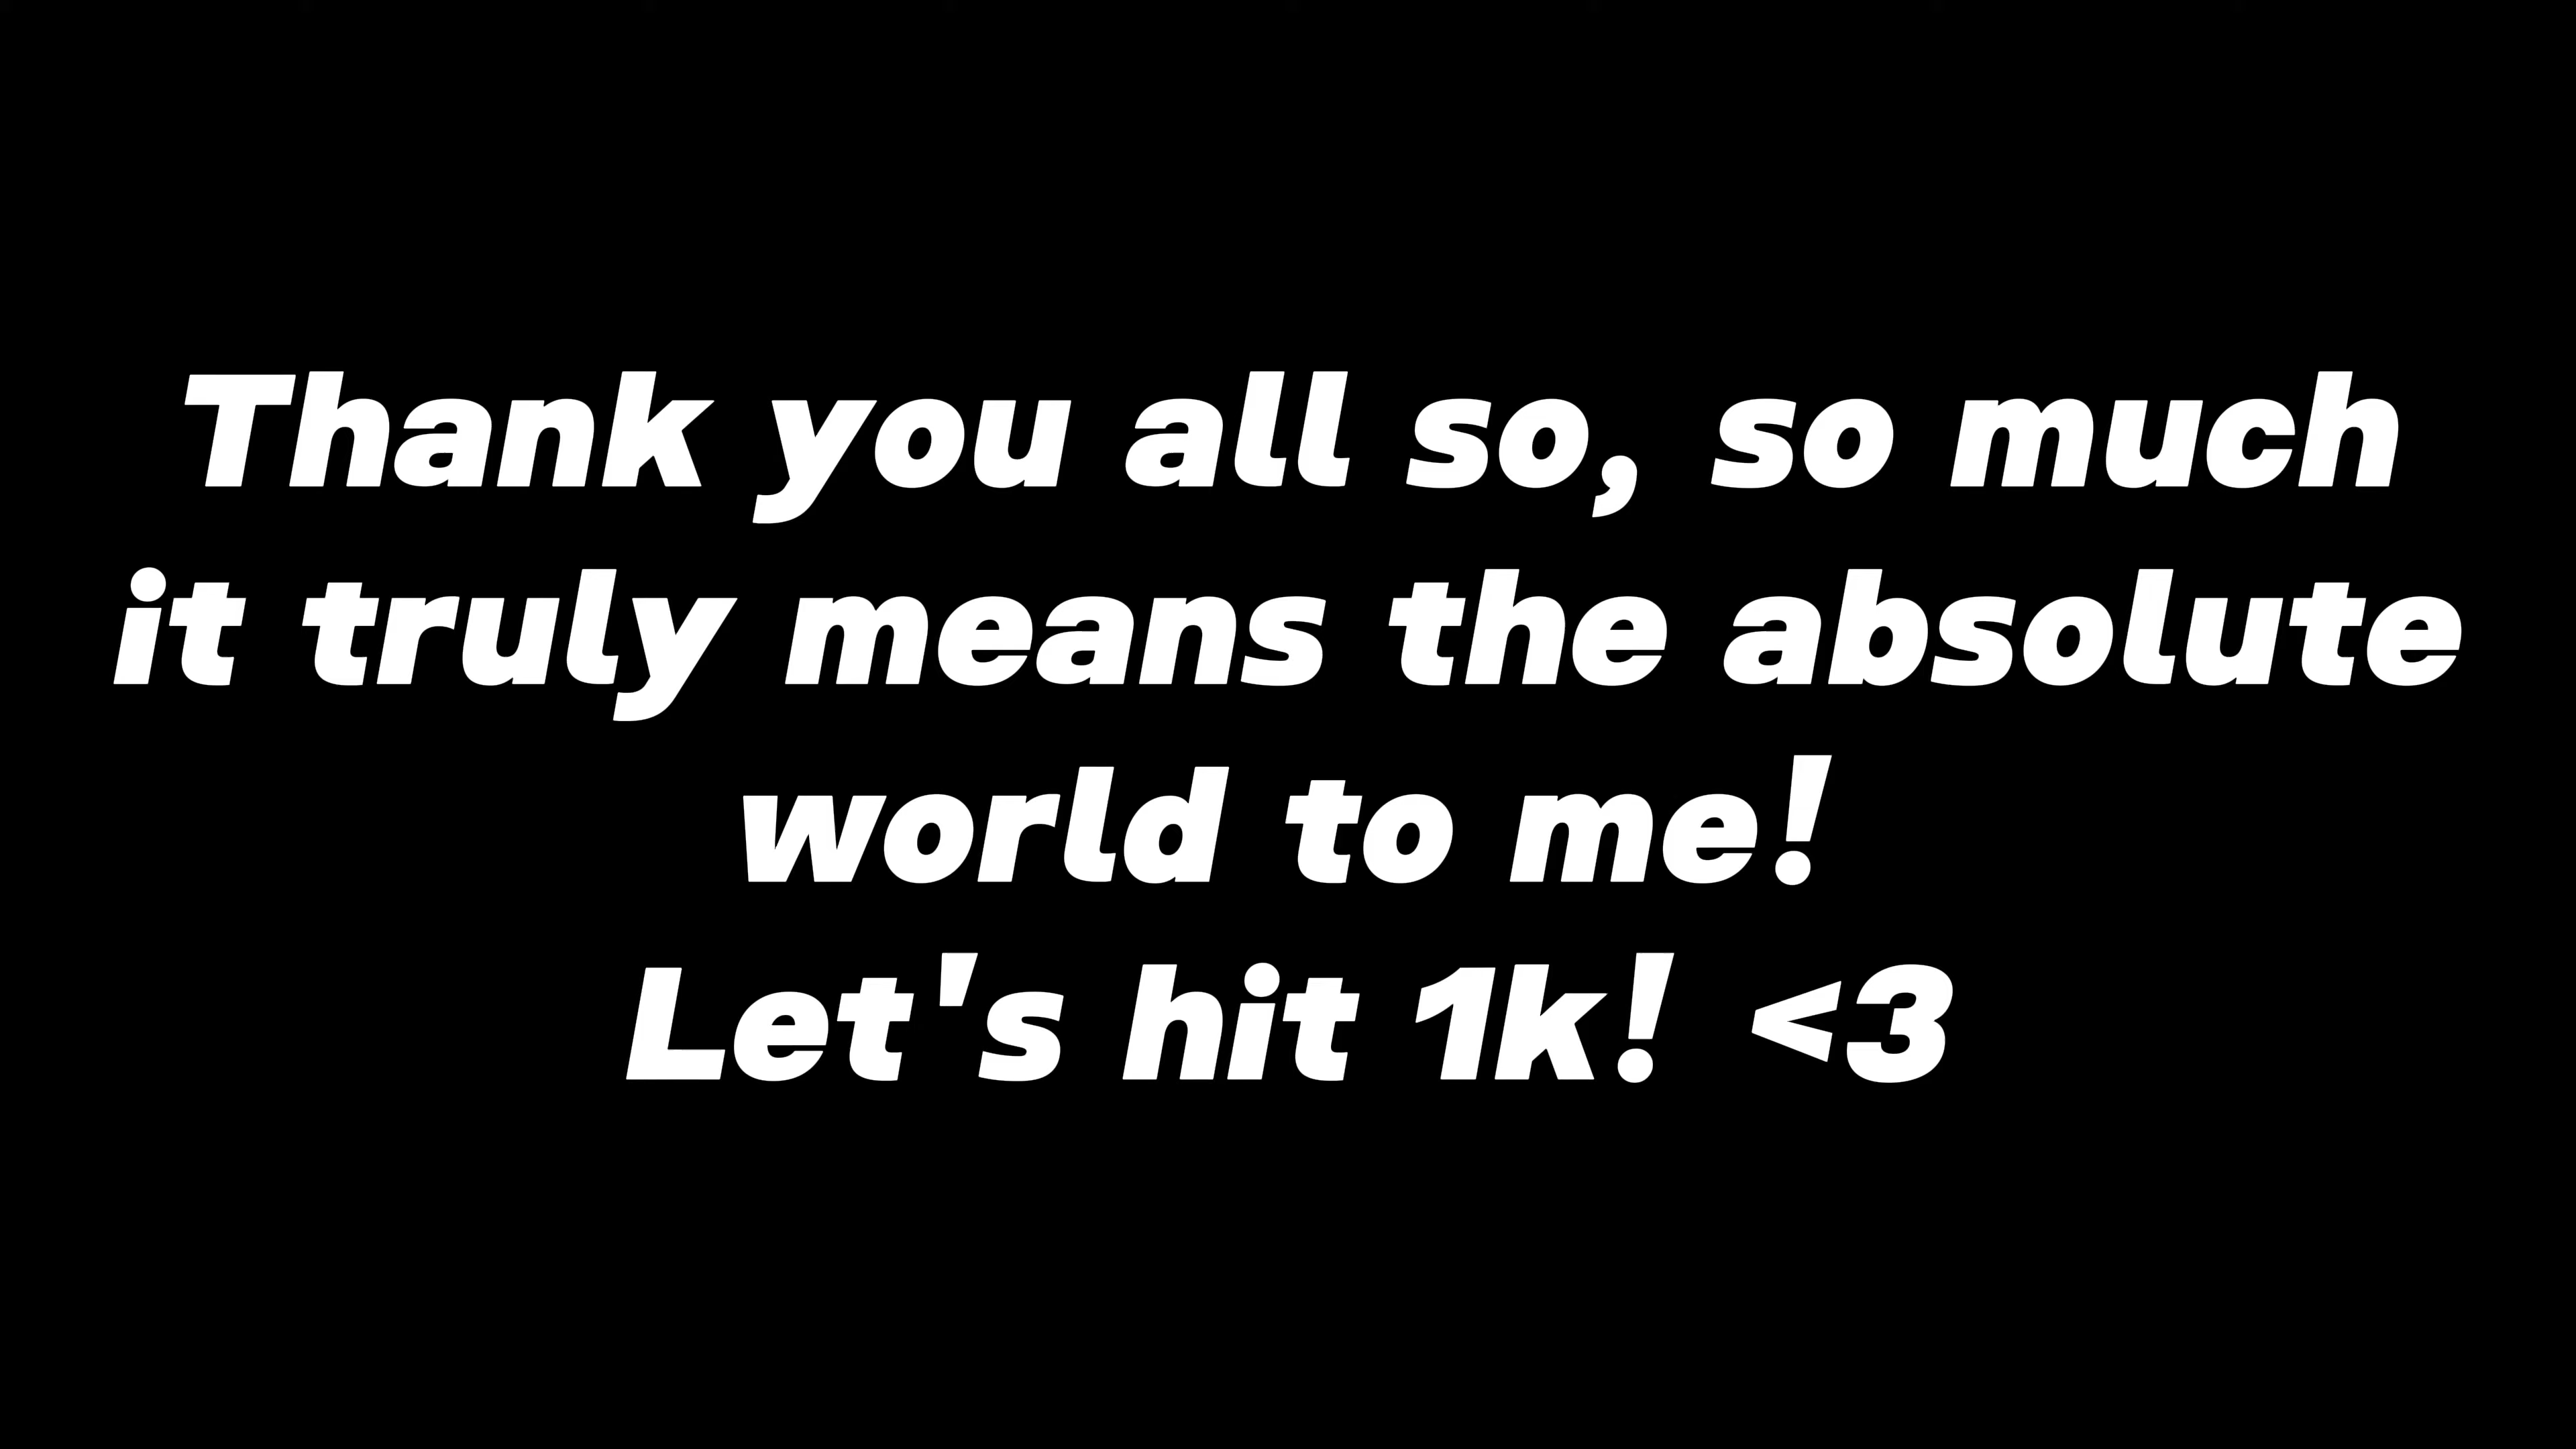 Thank you all so, so much
it truly means the absolute
world to me!
Let's hit 1k! <3